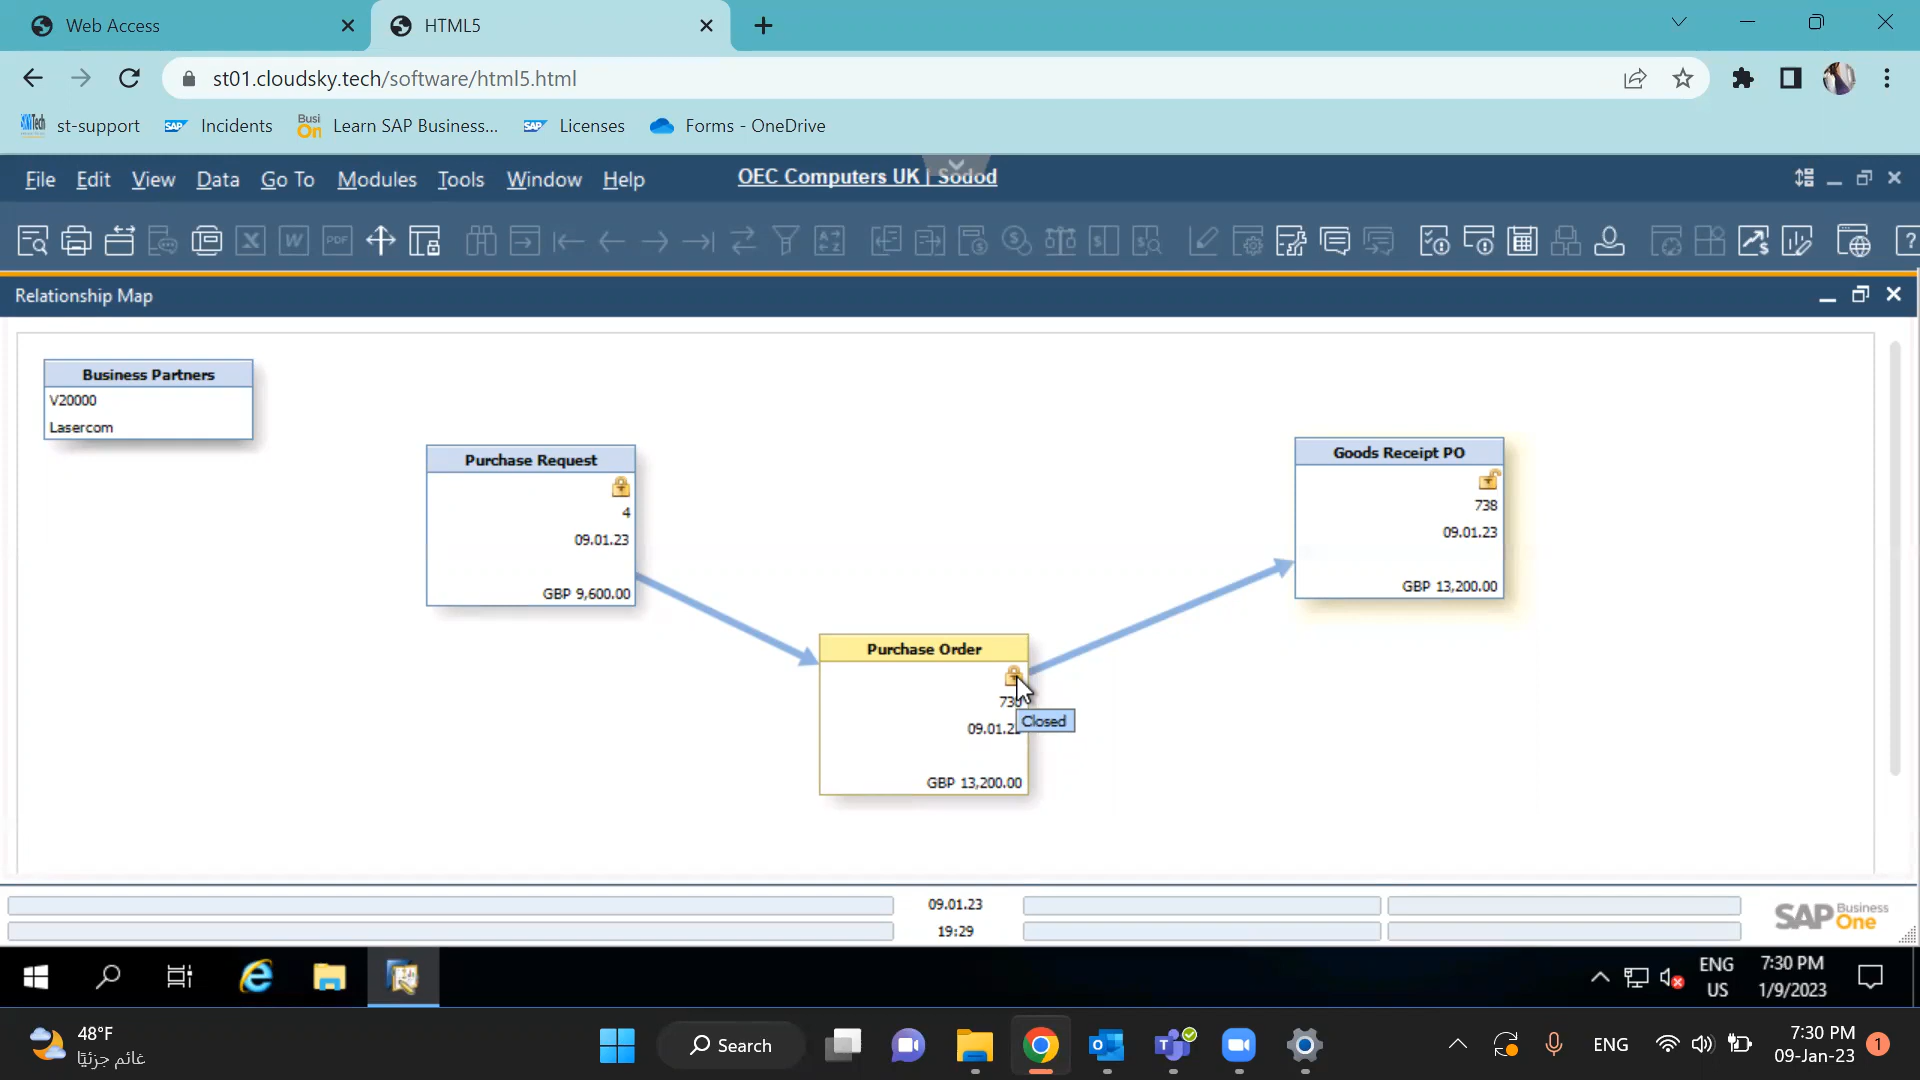 Web Access
HTML5
st01.cloudsky.tech/software/html5.html
st-support
Incidents
Learn SAP Business...
Licenses
Forms - OneDrive
File Edit View Data Go To Modules Tools Window Help
OEC Computers UK | Sodod
Relationship Map
Business Partners
V20000
Lasercom
Purchase Request
4
09.01.23
GBP 9,600.00
Purchase Order
Closed
GBP 13,200.00
Goods Receipt PO
738
09.01.23
GBP 13,200.00
09.01.23
19:29
SAP Business One
ENG
US
7:30 PM
1/9/2023
48°F
غائم جزئيًا
Search
ENG
7:30 PM
09-Jan-23
1